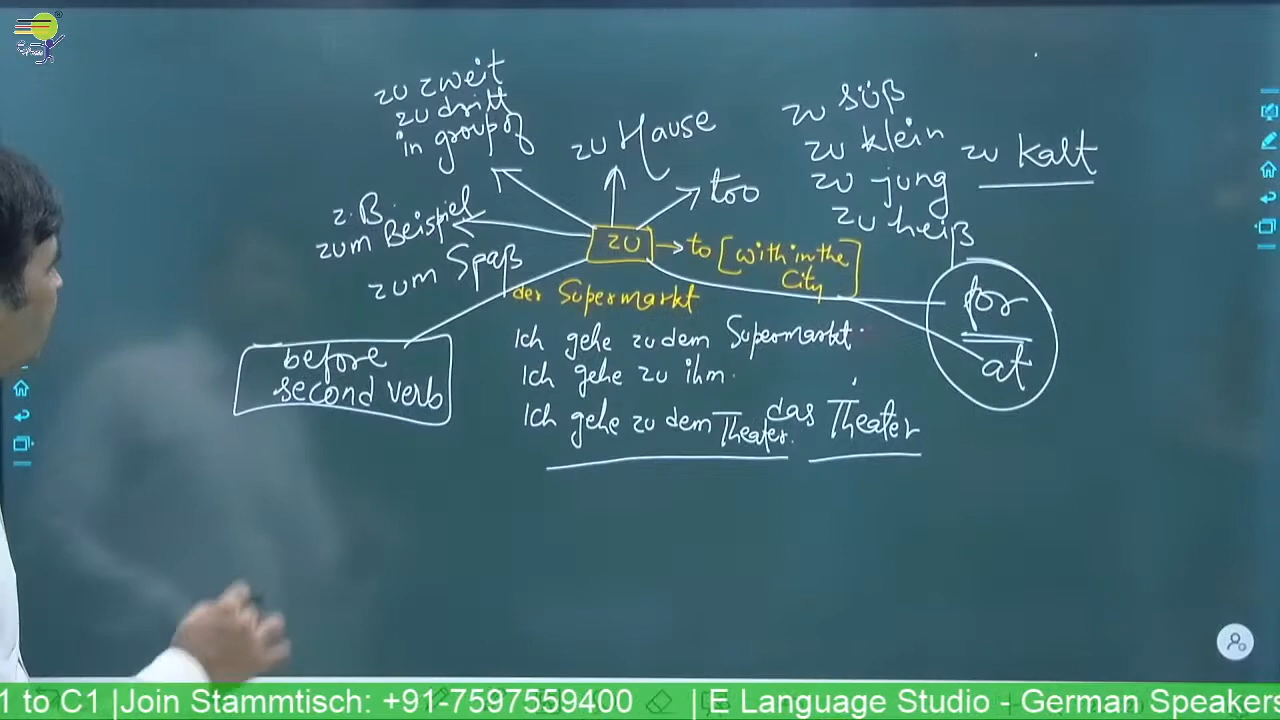 zu zweit
zu dritt
in group of
zu Hause
zu süß
zu klein
zu kalt
zu jung
zu heiß
too
z.B.
zum Beispiel
zum Spaß
zu
to [within the
City]
for
at
der Supermarkt
Ich gehe zu dem Supermarkt.
Ich gehe zu ihm.
Ich gehe zu dem Theater.
das Theater
before
second verb
1 to C1 |Join Stammtisch: +91-7597559400 | E Language Studio - German Speakers